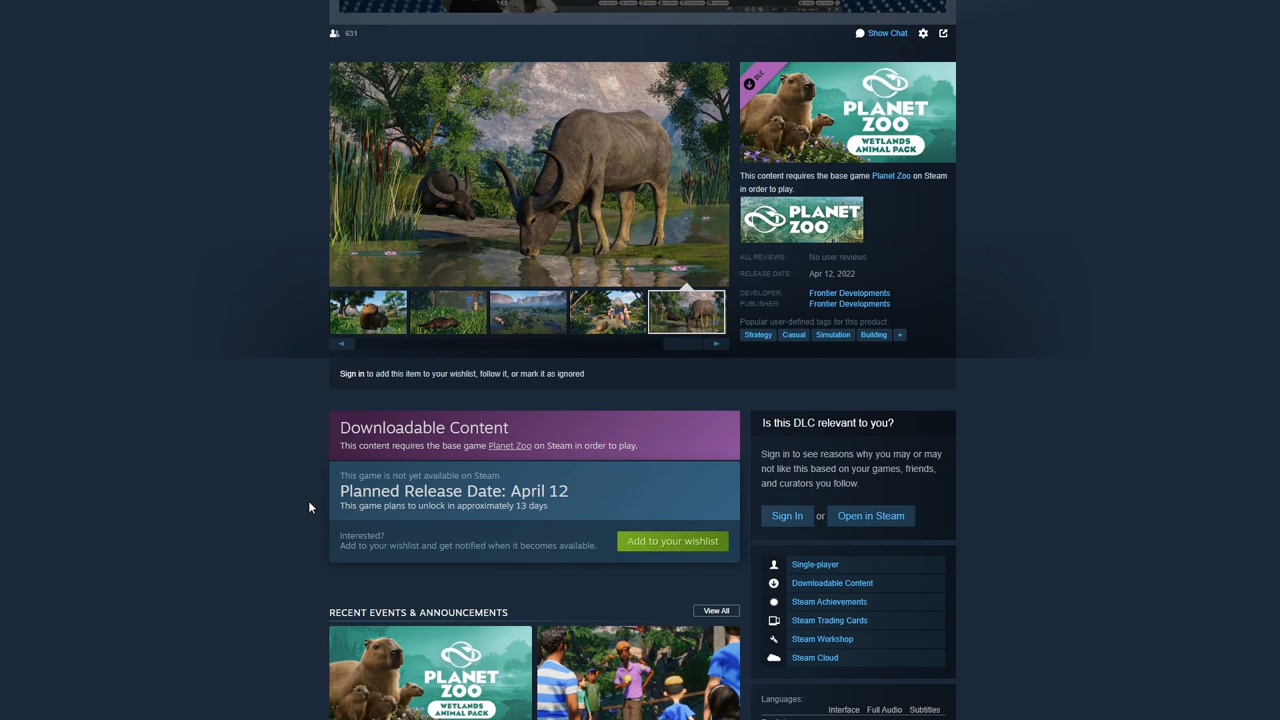 631
Show Chat
DLC
PLANET
ZOO
WETLANDS
ANIMAL PACK
This content requires the base game Planet Zoo on Steam
in order to play.
PLANET
ZOO
ALL REVIEWS: No user reviews
RELEASE DATE: Apr 12, 2022
DEVELOPER: Frontier Developments
PUBLISHER: Frontier Developments
Popular user-defined tags for this product:
Strategy Casual Simulation Building +
Sign in to add this item to your wishlist, follow it, or mark it as ignored
Downloadable Content
This content requires the base game Planet Zoo on Steam in order to play.
This game is not yet available on Steam
Planned Release Date: April 12
This game plans to unlock in approximately 13 days
Interested?
Add to your wishlist and get notified when it becomes available.
Add to your wishlist
RECENT EVENTS & ANNOUNCEMENTS
View All
PLANET
ZOO
WETLANDS
ANIMAL PACK
Is this DLC relevant to you?
Sign in to see reasons why you may or may
not like this based on your games, friends,
and curators you follow.
Sign In or Open in Steam
Single-player
Downloadable Content
Steam Achievements
Steam Trading Cards
Steam Workshop
Steam Cloud
Languages:
Interface Full Audio Subtitles